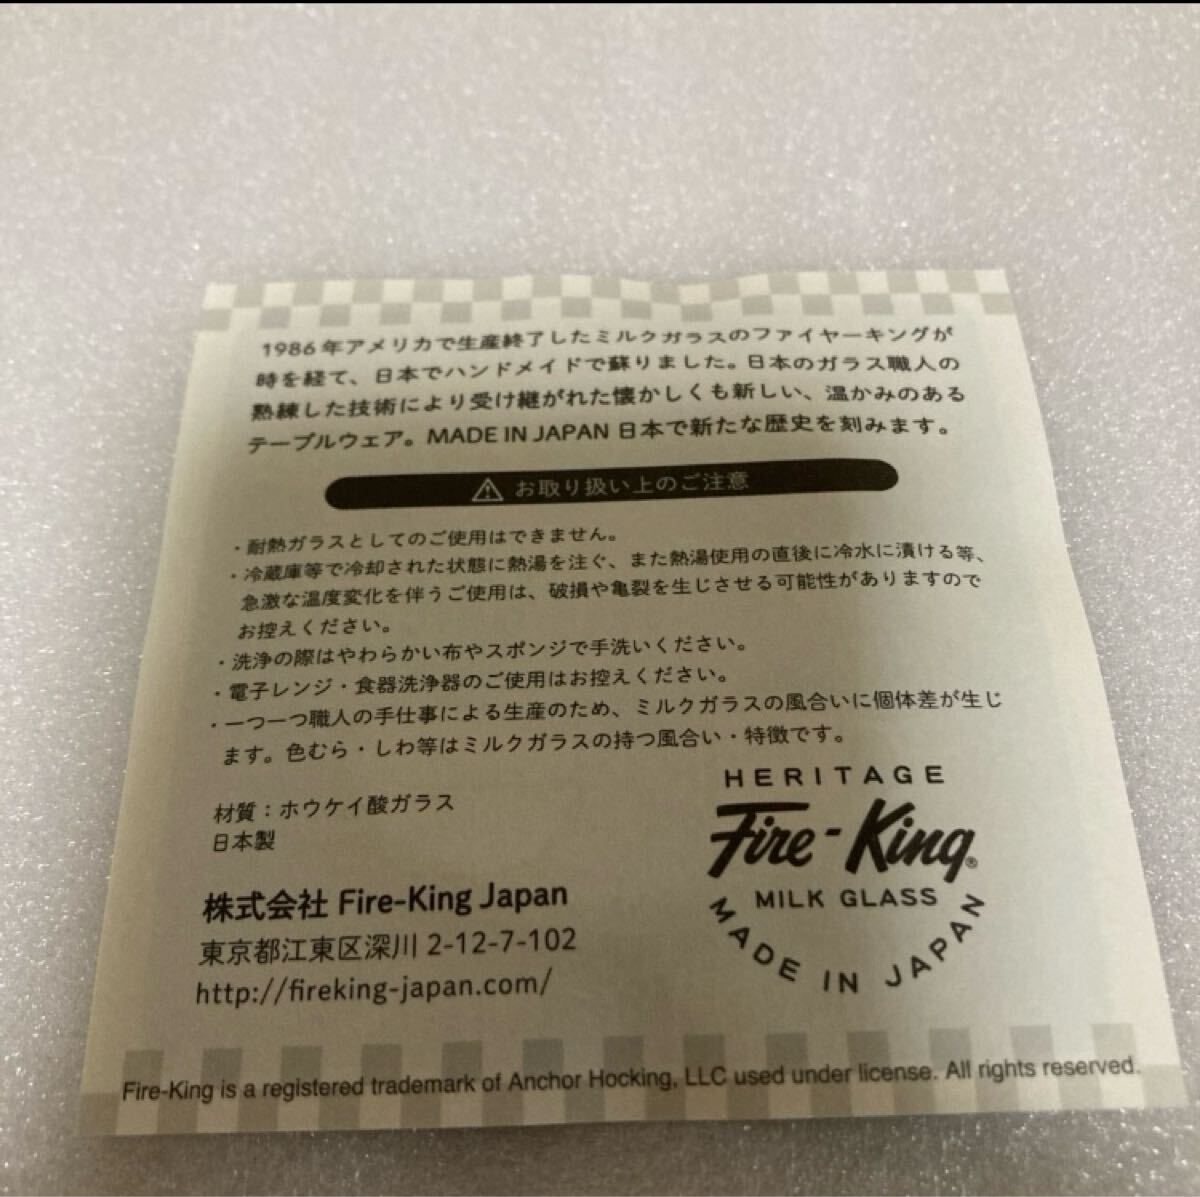 1986年アメリカで生産終了したミルクガラスのファイヤーキングが
時を経て、日本でハンドメイドで蘇りました。日本のガラス職人の
熟練した技術により受け継がれた懐かしくも新しい、温かみのある
テーブルウェア。MADE IN JAPAN 日本で新たな歴史を刻みます。
⚠ お取り扱い上のご注意
・耐熱ガラスとしてのご使用はできません。
・冷蔵庫等で冷却された状態に熱湯を注ぐ、また熱湯使用の直後に冷水に漬ける等、
急激な温度変化を伴うご使用は、破損や亀裂を生じさせる可能性がありますので
お控えください。
・洗浄の際はやわらかい布やスポンジで手洗いください。
・電子レンジ・食器洗浄器のご使用はお控えください。
・一つ一つ職人の手仕事による生産のため、ミルクガラスの風合いに個体差が生じ
ます。色むら・しわ等はミルクガラスの持つ風合い・特徴です。
材質：ホウケイ酸ガラス
日本製
株式会社 Fire-King Japan
東京都江東区深川 2-12-7-102
http://fireking-japan.com/
HERITAGE
Fire-King®
MILK GLASS
MADE IN JAPAN
Fire-King is a registered trademark of Anchor Hocking, LLC used under license. All rights reserved.